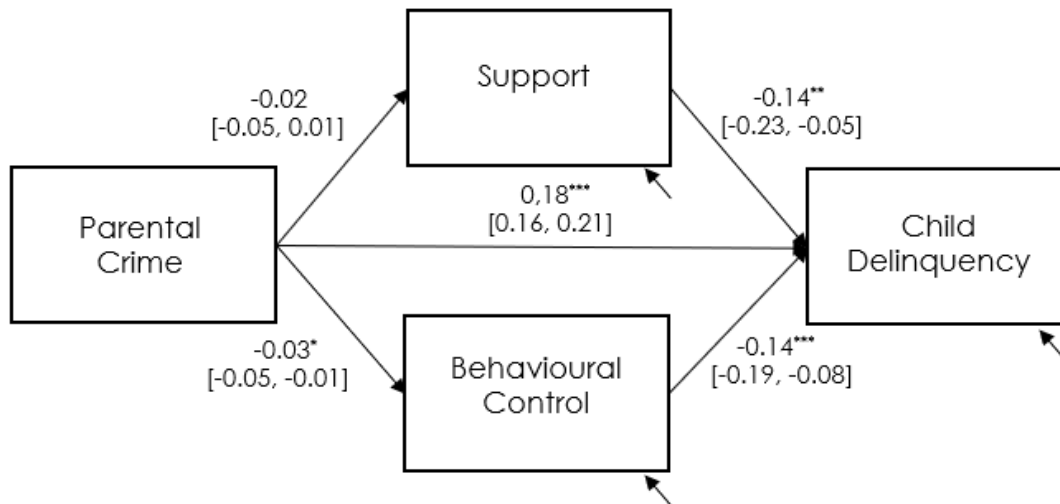 Support
-0.02
[-0.05, 0.01]
-0.14**
[-0.23, -0.05]
Parental
Crime
0,18***
[0.16, 0.21]
Child
Delinquency
-0.03*
[-0.05, -0.01]
Behavioural
Control
-0.14***
[-0.19, -0.08]